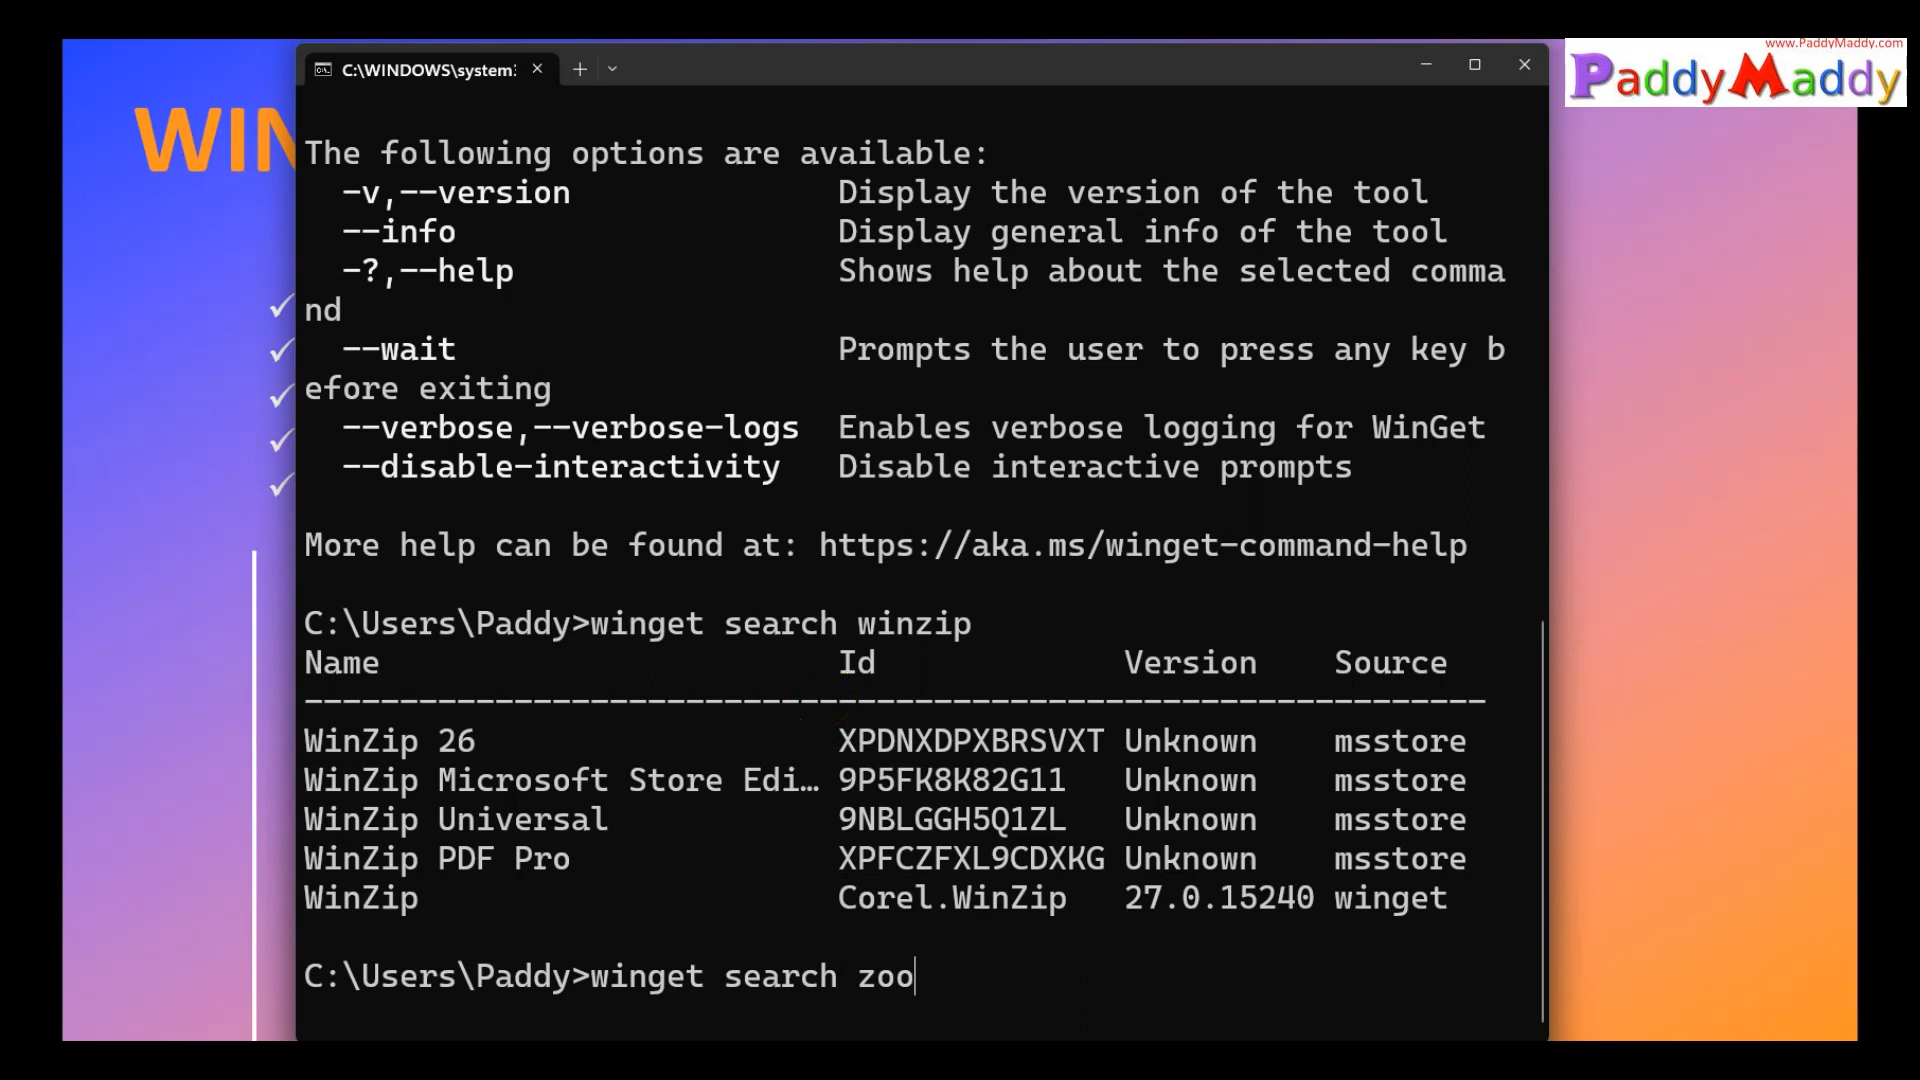 www.PaddyMaddy.com
PaddyMaddy
WIN
C:\WINDOWS\system3
The following options are available:
-v,--version Display the version of the tool
--info Display general info of the tool
-?,--help Shows help about the selected comma
nd
--wait Prompts the user to press any key b
efore exiting
--verbose,--verbose-logs Enables verbose logging for WinGet
--disable-interactivity Disable interactive prompts
More help can be found at: https://aka.ms/winget-command-help
C:\Users\Paddy>winget search winzip
Name Id Version Source
--------------------------------------------------------------
WinZip 26 XPDNXDPXBRSVXT Unknown msstore
WinZip Microsoft Store Edi… 9P5FK8K82G11 Unknown msstore
WinZip Universal 9NBLGGH5Q1ZL Unknown msstore
WinZip PDF Pro XPFCZFXL9CDXKG Unknown msstore
WinZip Corel.WinZip 27.0.15240 winget
C:\Users\Paddy>winget search zoo